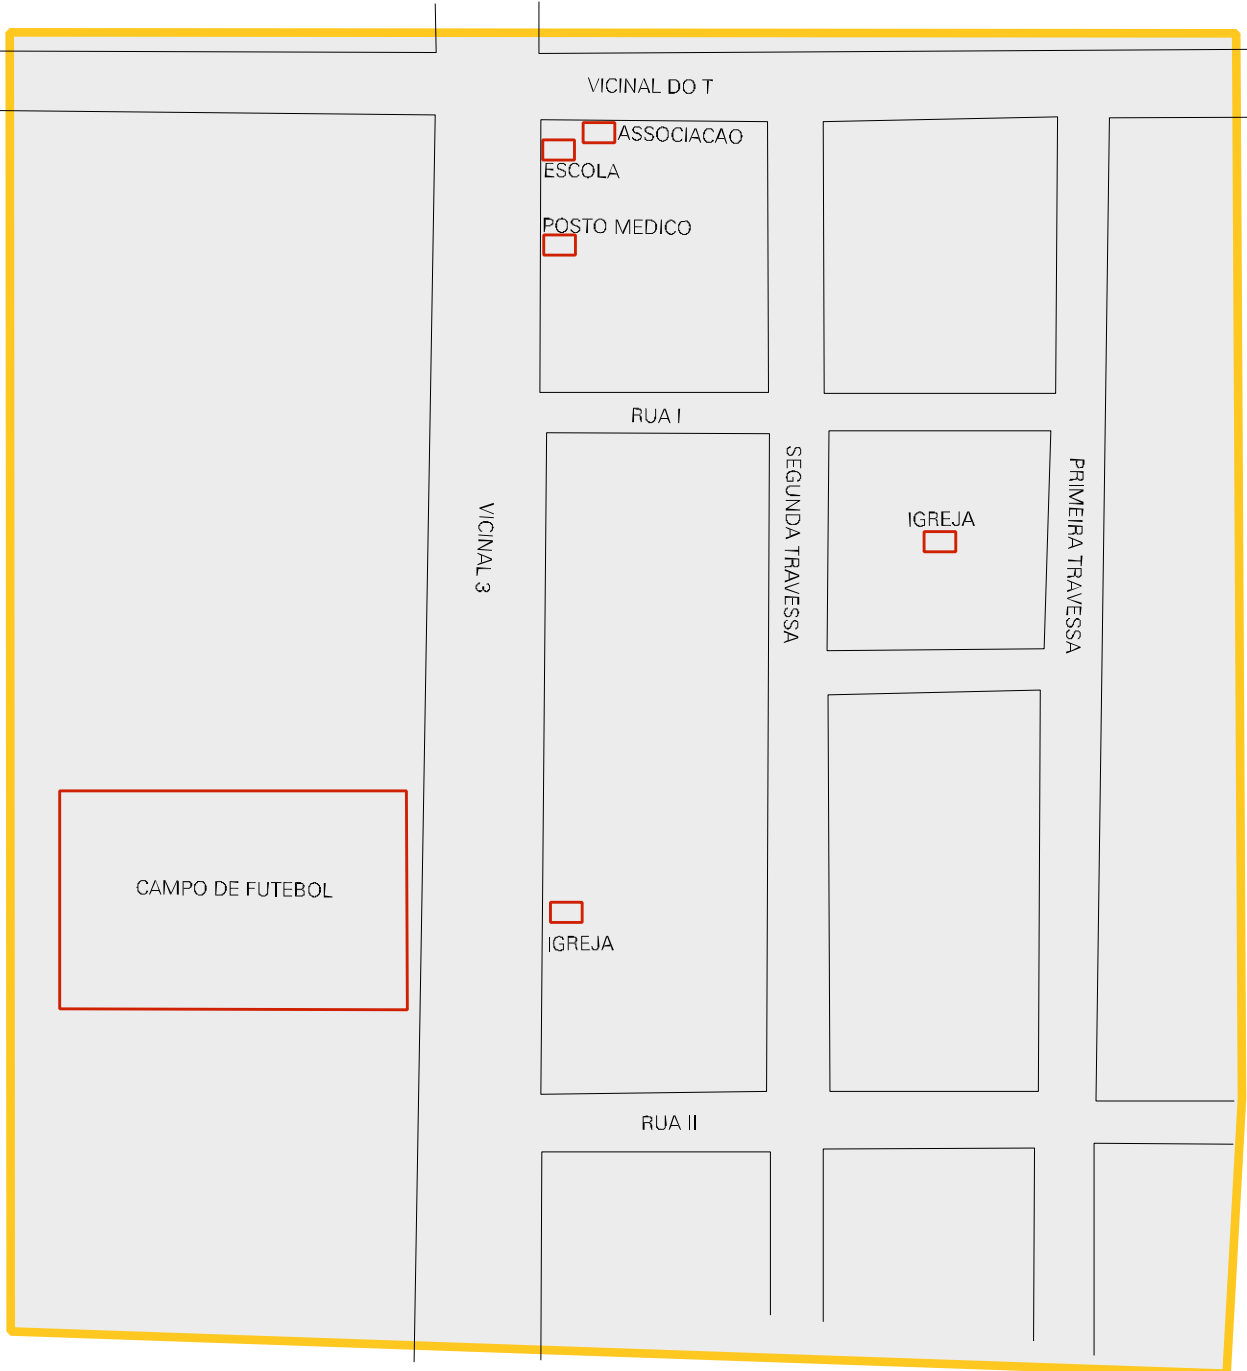 VICINAL DO T
ASSOCIACAO
ESCOLA
POSTO MEDICO
RUA I
SEGUNDA TRAVESSA
PRIMEIRA TRAVESSA
VICINAL 3
IGREJA
CAMPO DE FUTEBOL
IGREJA
RUA II